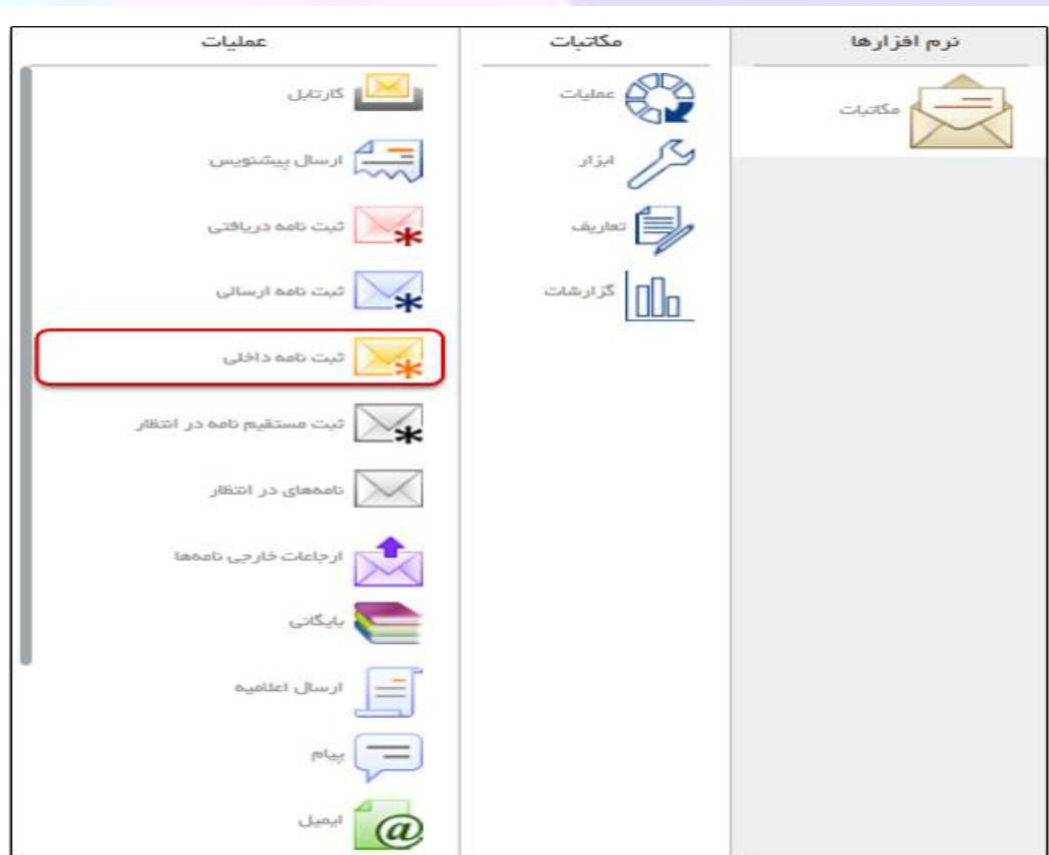 نرم افزارها
مکاتبات
مکاتبات
عملیات
ابزار
تعاریف
گزارشات
عملیات
کارتابل
ارسال پیشنویس
ثبت نامه دریافتی
ثبت نامه ارسالی
ثبت نامه داخلی
ثبت مستقیم نامه در انتظار
نامه‌های در انتظار
ارجاعات خارجی نامه‌ها
بایگانی
ارسال اعلامیه
پیام
ایمیل